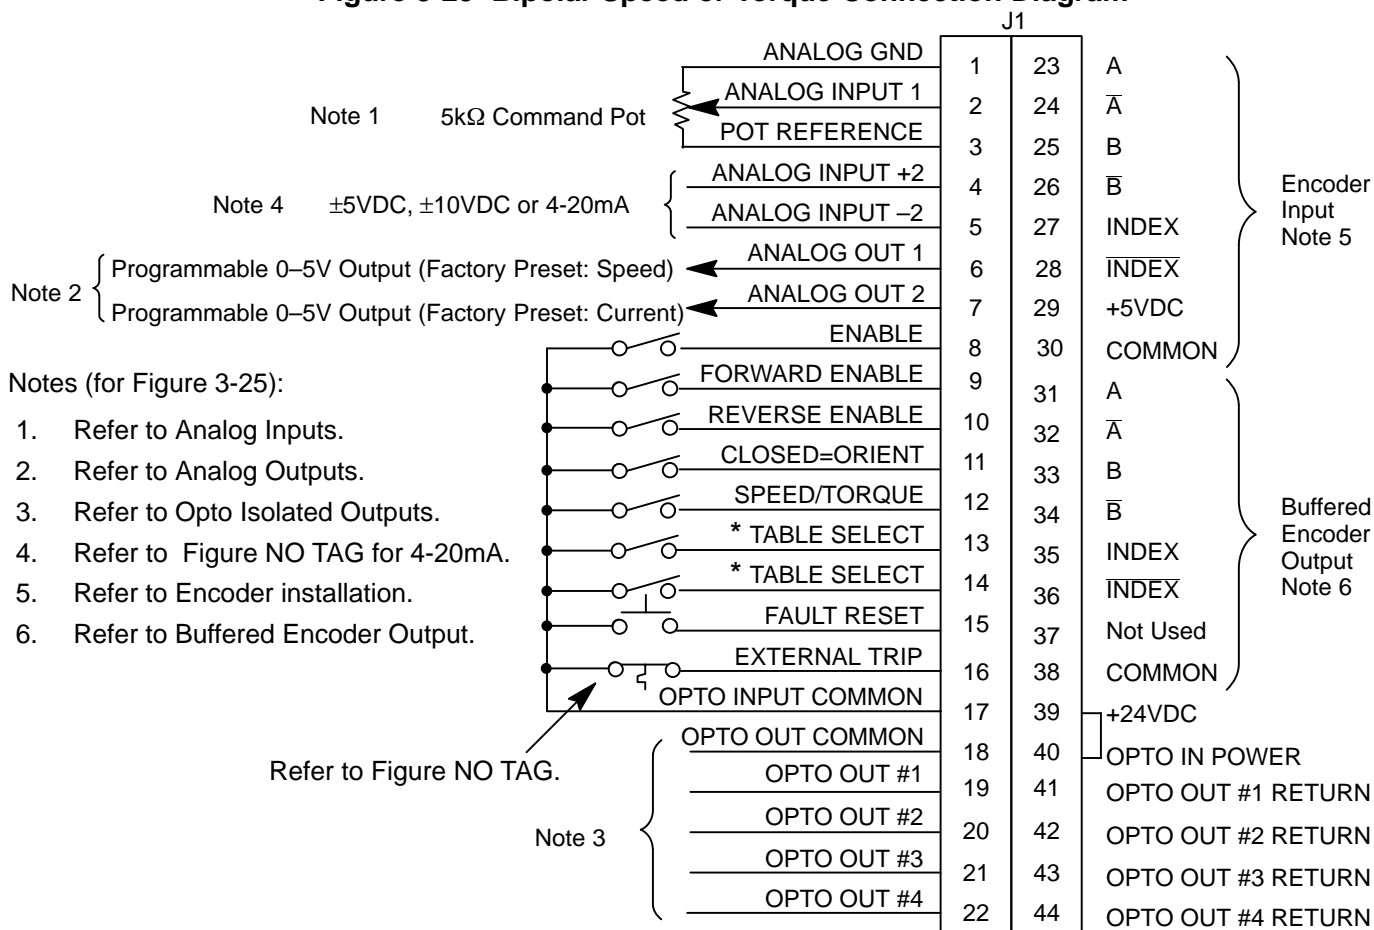 Figure 3-25 Bipolar Speed or Torque Connection Diagram
J1
ANALOG GND 1 23 A
Note 1 5kΩ Command Pot ANALOG INPUT 1 2 24 A̅
POT REFERENCE 3 25 B
ANALOG INPUT +2 4 26 B̅
Note 4 ±5VDC, ±10VDC or 4-20mA
ANALOG INPUT –2 5 27 INDEX
Encoder
Input
Note 5
ANALOG OUT 1 6 28 I̅N̅D̅E̅X̅
Programmable 0–5V Output (Factory Preset: Speed)
Note 2
ANALOG OUT 2 7 29 +5VDC
Programmable 0–5V Output (Factory Preset: Current)
ENABLE 8 30 COMMON
FORWARD ENABLE 9 31 A
REVERSE ENABLE 10 32 A̅
CLOSED=ORIENT 11 33 B
SPEED/TORQUE 12 34 B̅
* TABLE SELECT 13 35 INDEX
* TABLE SELECT 14 36 I̅N̅D̅E̅X̅
Buffered
Encoder
Output
Note 6
FAULT RESET 15 37 Not Used
EXTERNAL TRIP 16 38 COMMON
OPTO INPUT COMMON 17 39 +24VDC
OPTO OUT COMMON 18 40 OPTO IN POWER
OPTO OUT #1 19 41 OPTO OUT #1 RETURN
OPTO OUT #2 20 42 OPTO OUT #2 RETURN
Note 3
OPTO OUT #3 21 43 OPTO OUT #3 RETURN
OPTO OUT #4 22 44 OPTO OUT #4 RETURN
Notes (for Figure 3-25):
1. Refer to Analog Inputs.
2. Refer to Analog Outputs.
3. Refer to Opto Isolated Outputs.
4. Refer to Figure NO TAG for 4-20mA.
5. Refer to Encoder installation.
6. Refer to Buffered Encoder Output.
Refer to Figure NO TAG.